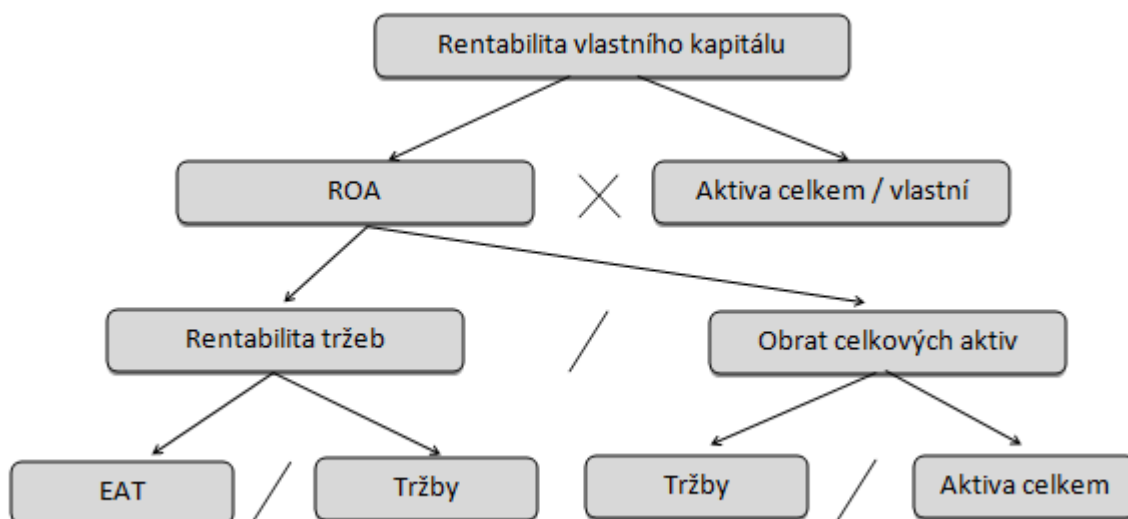 Rentabilita vlastního kapitálu
ROA
Aktiva celkem / vlastní
Rentabilita tržeb
/
Obrat celkových aktiv
EAT
/
Tržby
Tržby
/
Aktiva celkem